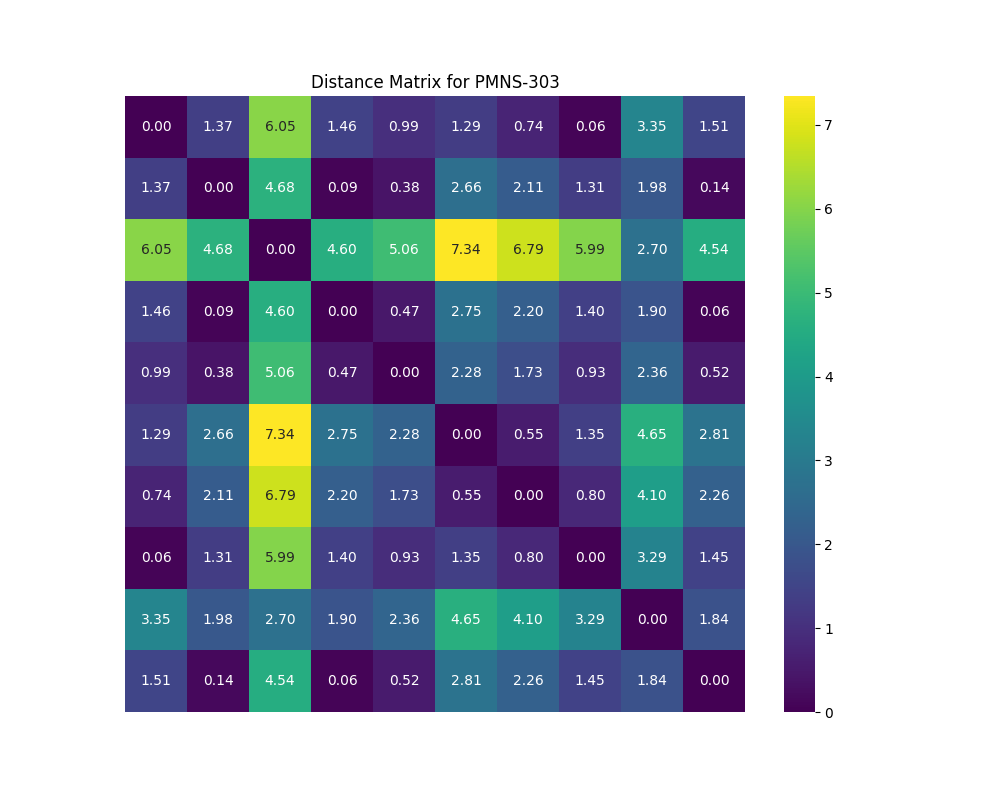 Distance Matrix for PMNS-303
0.00 1.37 6.05 1.46 0.99 1.29 0.74 0.06 3.35 1.51
1.37 0.00 4.68 0.09 0.38 2.66 2.11 1.31 1.98 0.14
6.05 4.68 0.00 4.60 5.06 7.34 6.79 5.99 2.70 4.54
1.46 0.09 4.60 0.00 0.47 2.75 2.20 1.40 1.90 0.06
0.99 0.38 5.06 0.47 0.00 2.28 1.73 0.93 2.36 0.52
1.29 2.66 7.34 2.75 2.28 0.00 0.55 1.35 4.65 2.81
0.74 2.11 6.79 2.20 1.73 0.55 0.00 0.80 4.10 2.26
0.06 1.31 5.99 1.40 0.93 1.35 0.80 0.00 3.29 1.45
3.35 1.98 2.70 1.90 2.36 4.65 4.10 3.29 0.00 1.84
1.51 0.14 4.54 0.06 0.52 2.81 2.26 1.45 1.84 0.00
7
6
5
4
3
2
1
0